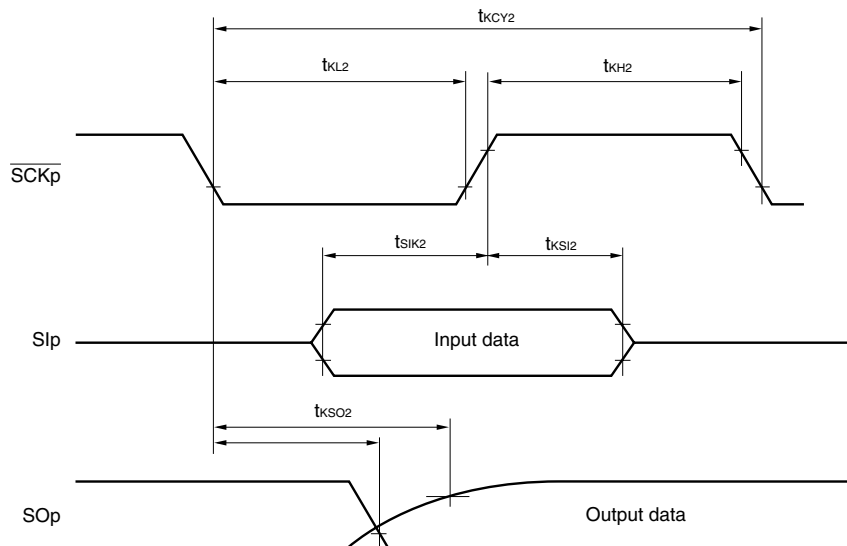 tKCY2
tKL2
tKH2
SCKp
tSIK2
tKSI2
SIp
Input data
tKSO2
SOp
Output data